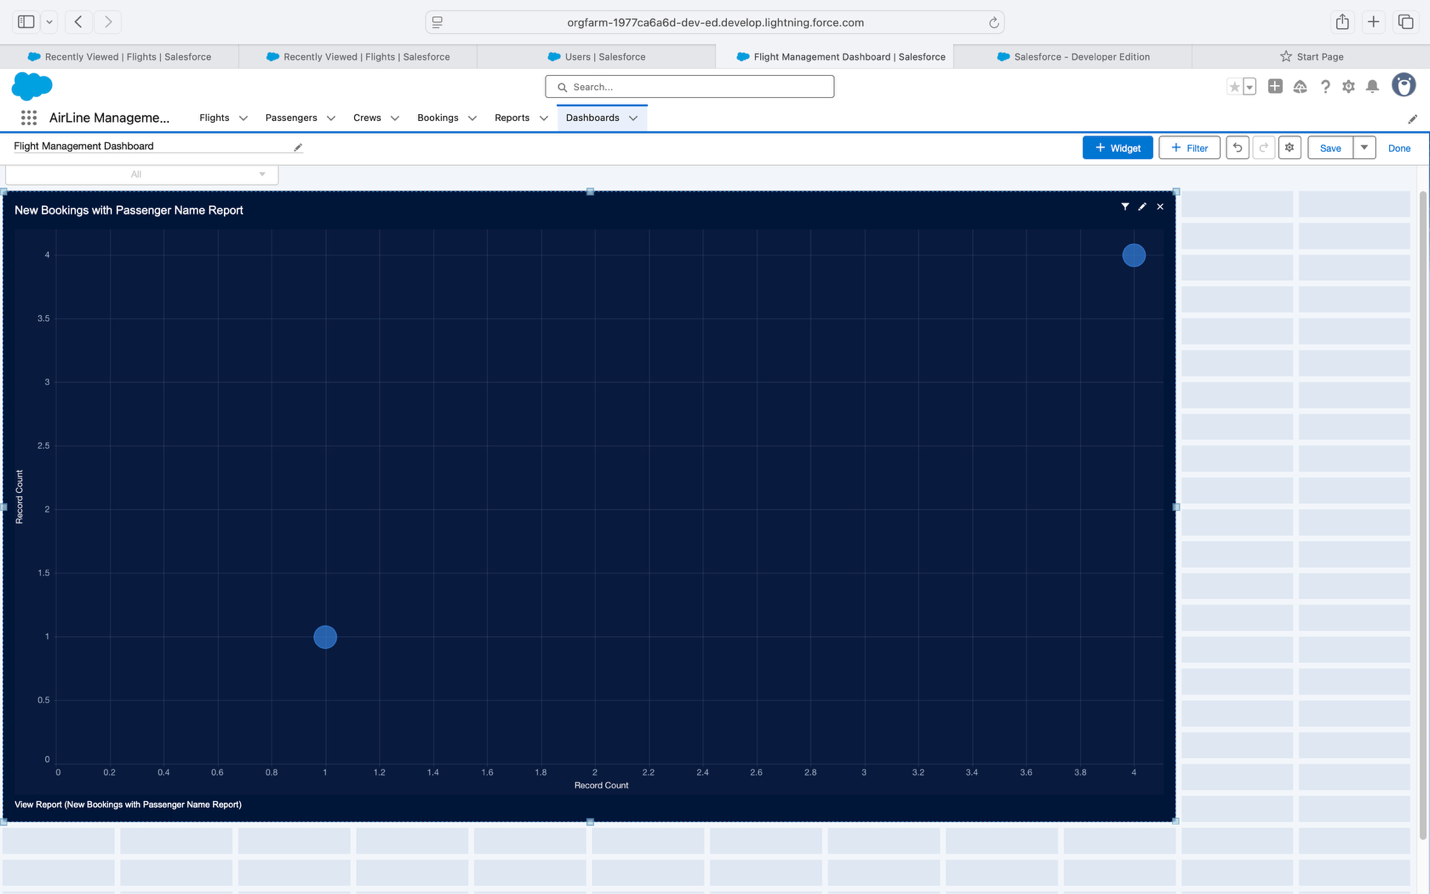 orgfarm-1977ca6a6d-dev-ed.develop.lightning.force.com
Recently Viewed | Flights | Salesforce
Recently Viewed | Flights | Salesforce
Users | Salesforce
Flight Management Dashboard | Salesforce
Salesforce - Developer Edition
Start Page
Search...
AirLine Manageme...
Flights
Passengers
Crews
Bookings
Reports
Dashboards
Flight Management Dashboard
+ Widget
+ Filter
Save
Done
All
New Bookings with Passenger Name Report
4
3.5
3
2.5
2
1.5
1
0.5
0
Record Count
0 0.2 0.4 0.6 0.8 1 1.2 1.4 1.6 1.8 2 2.2 2.4 2.6 2.8 3 3.2 3.4 3.6 3.8 4
Record Count
View Report (New Bookings with Passenger Name Report)